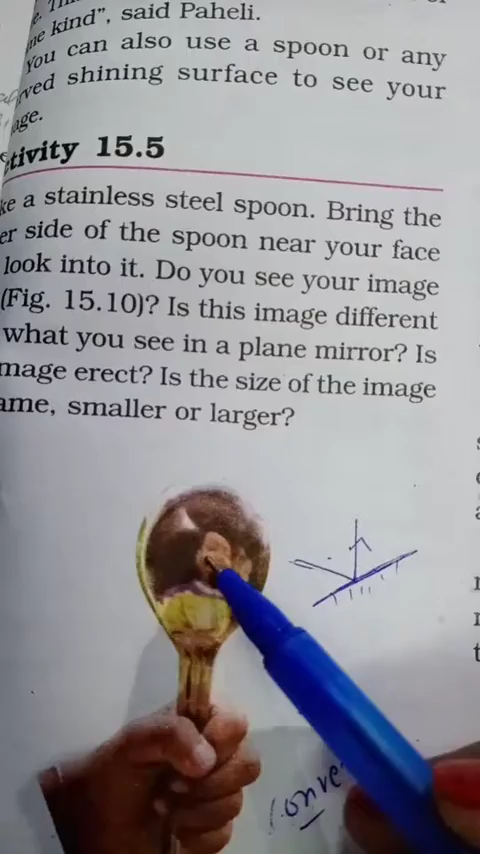 kind”, said Paheli.
You can also use a spoon or any
ved shining surface to see your
age.
tivity 15.5
ke a stainless steel spoon. Bring the
er side of the spoon near your face
look into it. Do you see your image
(Fig. 15.10)? Is this image different
what you see in a plane mirror? Is
mage erect? Is the size of the image
ame, smaller or larger?
Conve